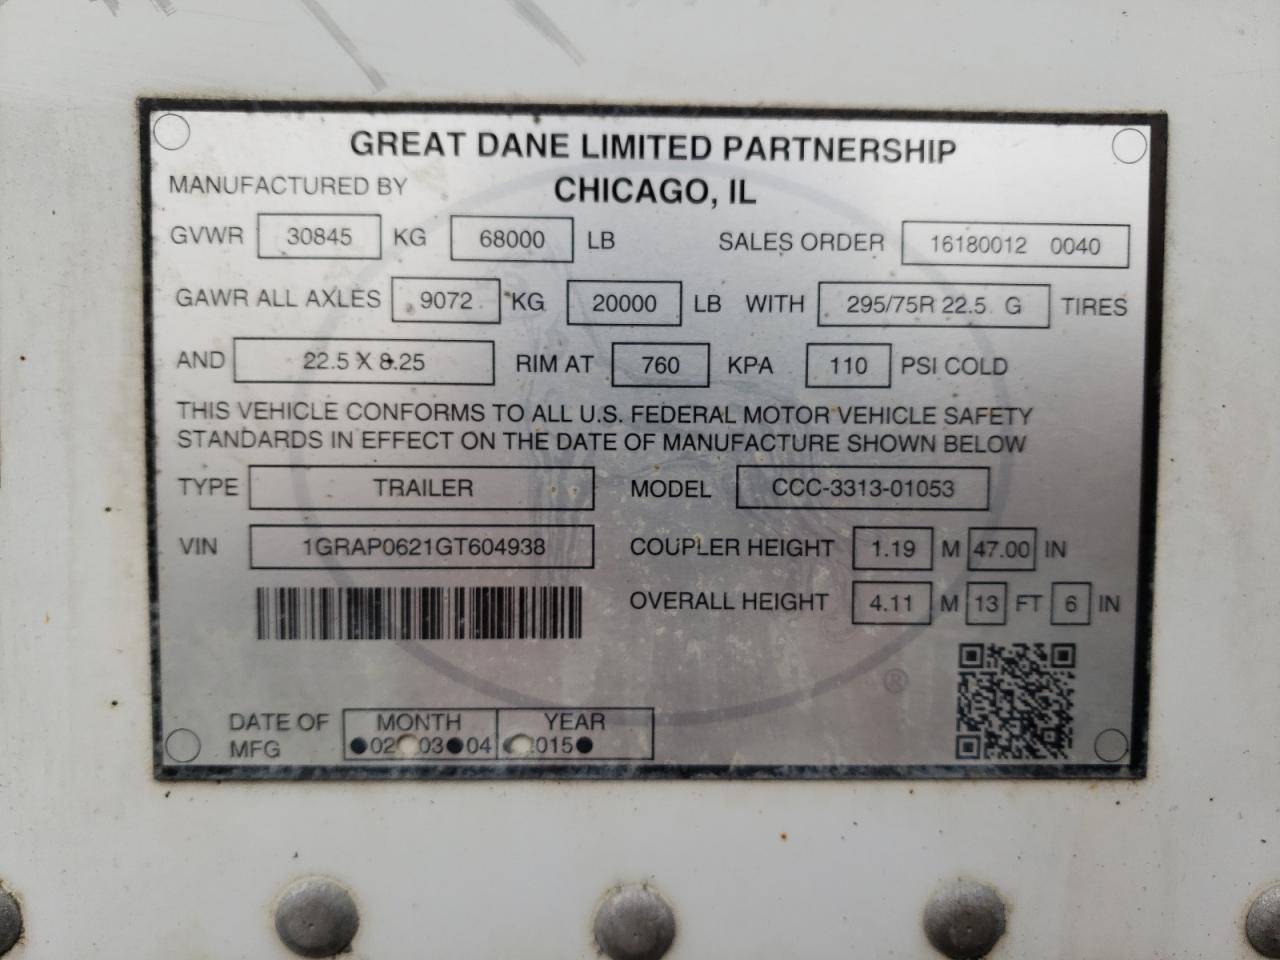 GREAT DANE LIMITED PARTNERSHIP
MANUFACTURED BY CHICAGO, IL
GVWR 30845 KG 68000 LB SALES ORDER 16180012 0040
GAWR ALL AXLES 9072 KG 20000 LB WITH 295/75R 22.5 G TIRES
AND 22.5 X 8.25 RIM AT 760 KPA 110 PSI COLD
THIS VEHICLE CONFORMS TO ALL U.S. FEDERAL MOTOR VEHICLE SAFETY
STANDARDS IN EFFECT ON THE DATE OF MANUFACTURE SHOWN BELOW
TYPE TRAILER MODEL CCC-3313-01053
VIN 1GRAP0621GT604938 COUPLER HEIGHT 1.19 M 47.00 IN
OVERALL HEIGHT 4.11 M 13 FT 6 IN
®
DATE OF MONTH YEAR
MFG ●02 03●04 015●